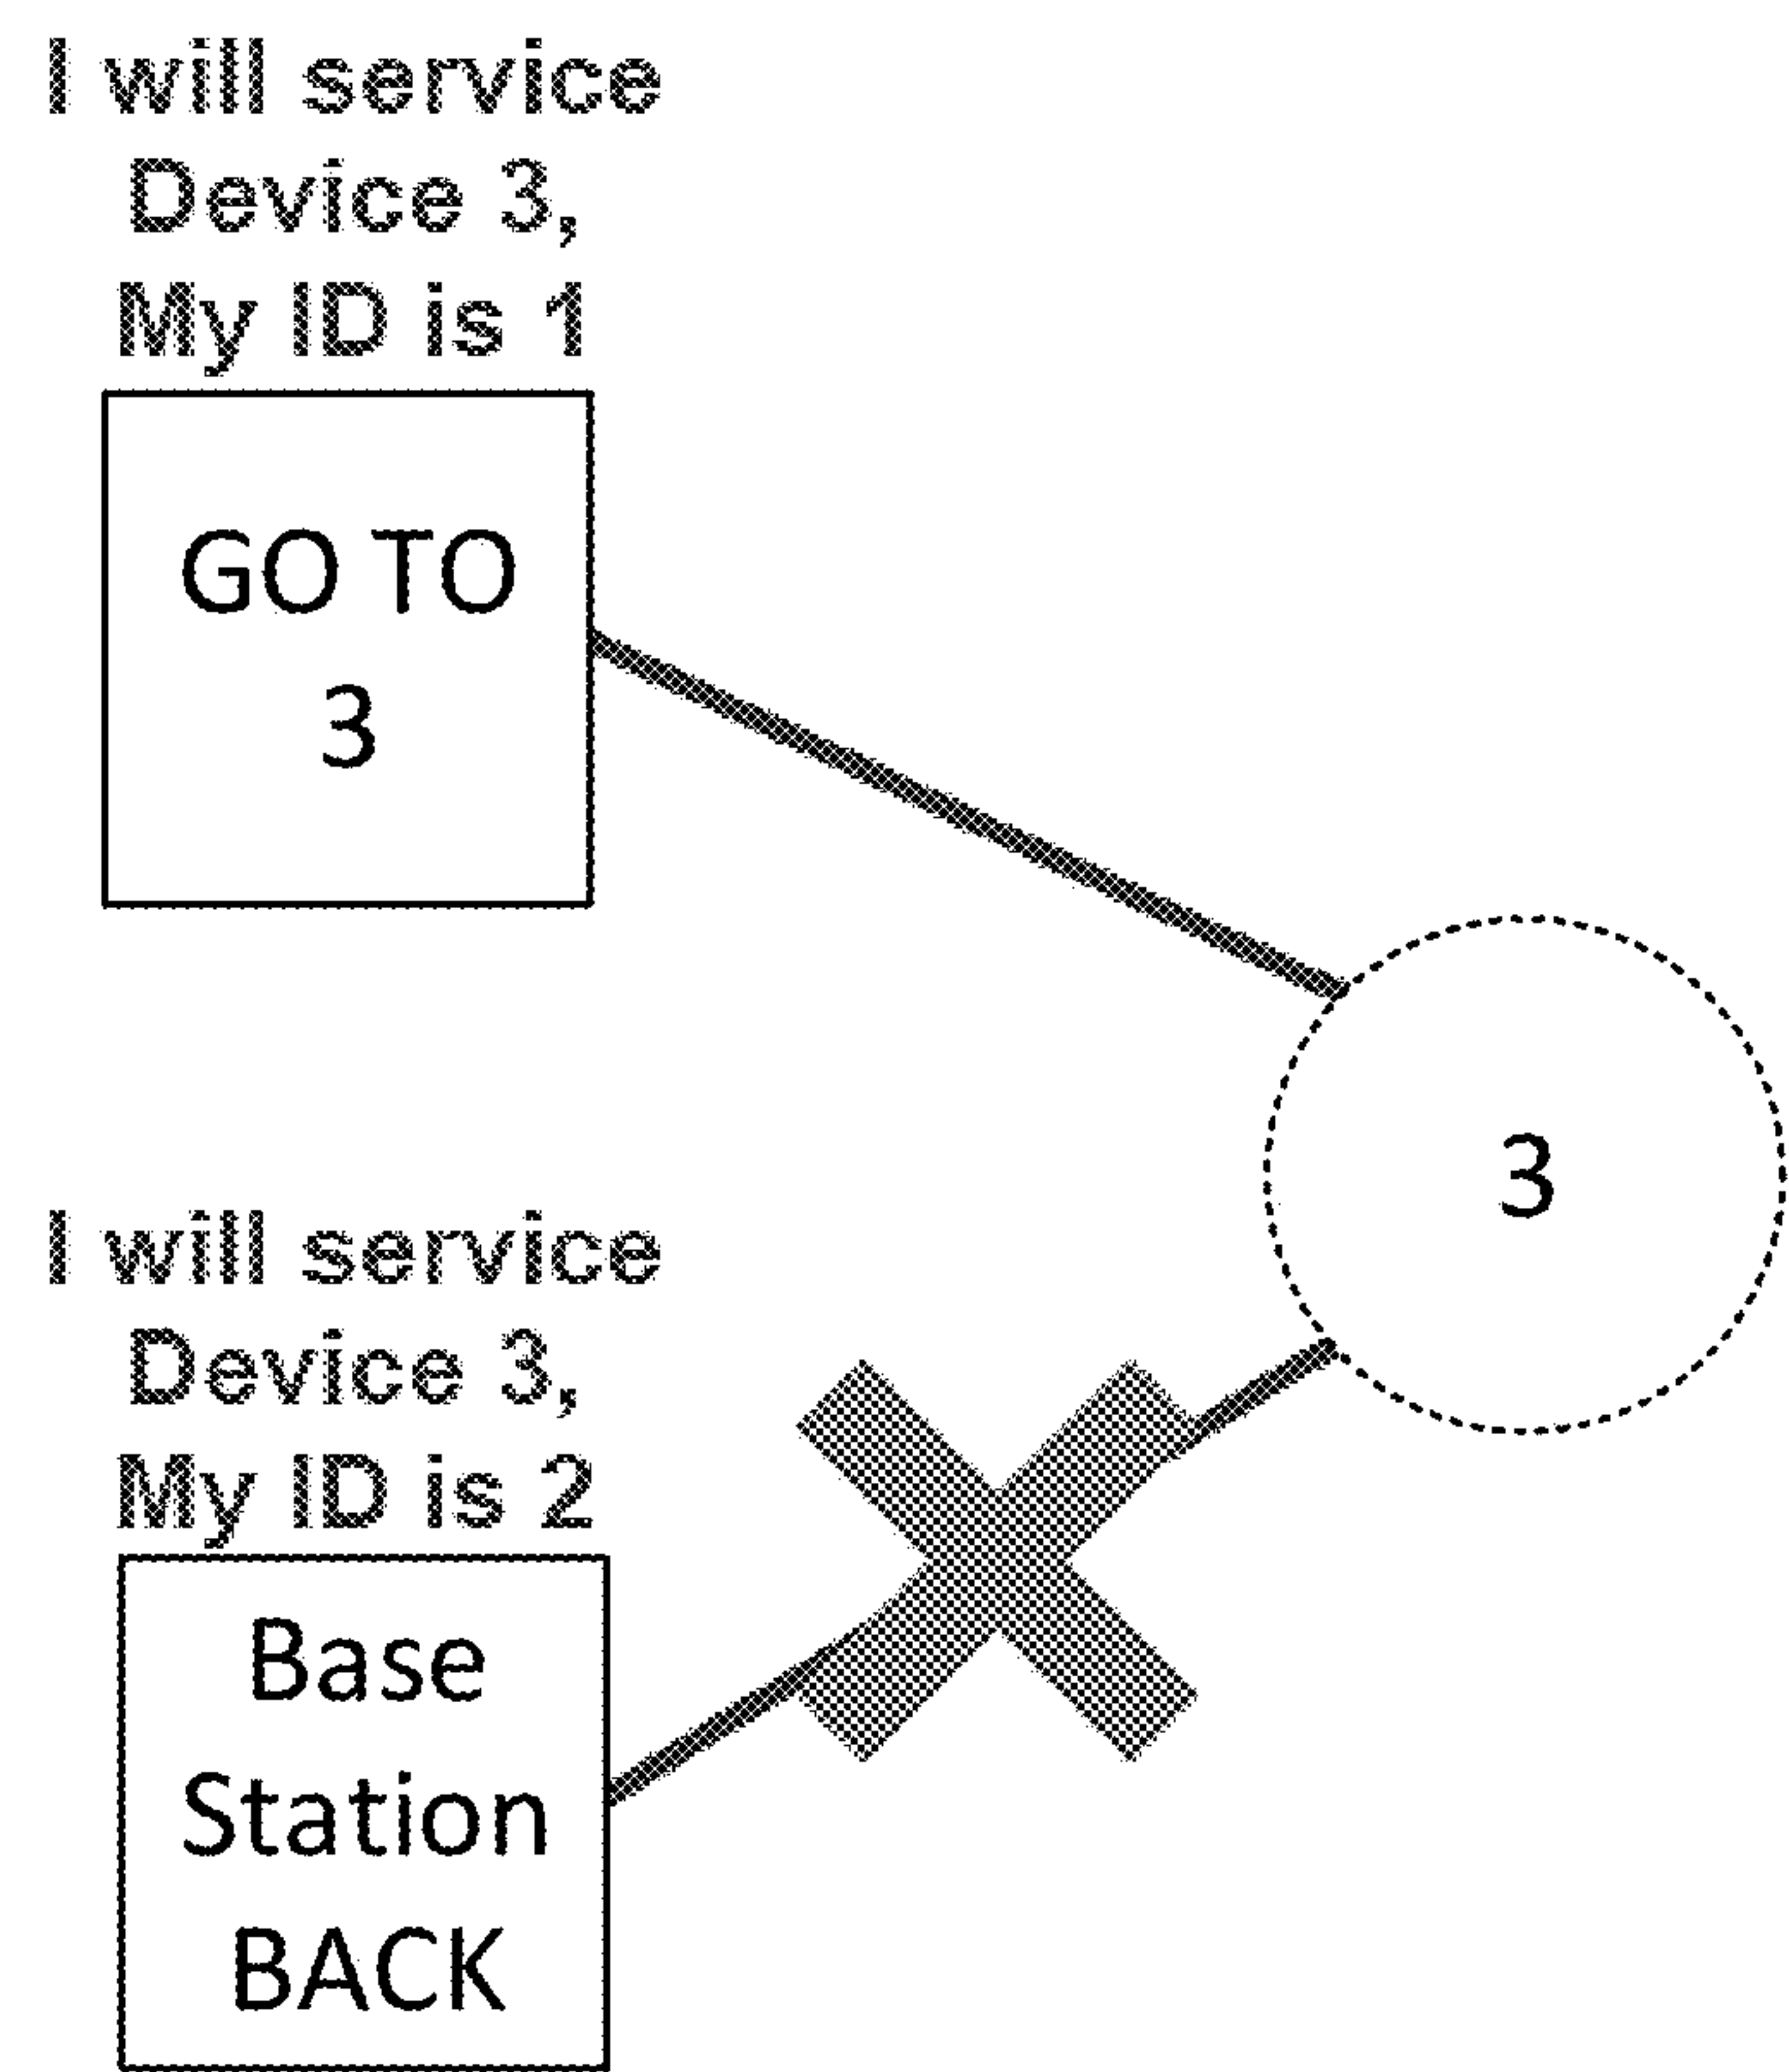 I will service
Device 3,
My ID is 1
GO TO
3
3
I will service
Device 3,
My ID is 2
Base
Station
BACK